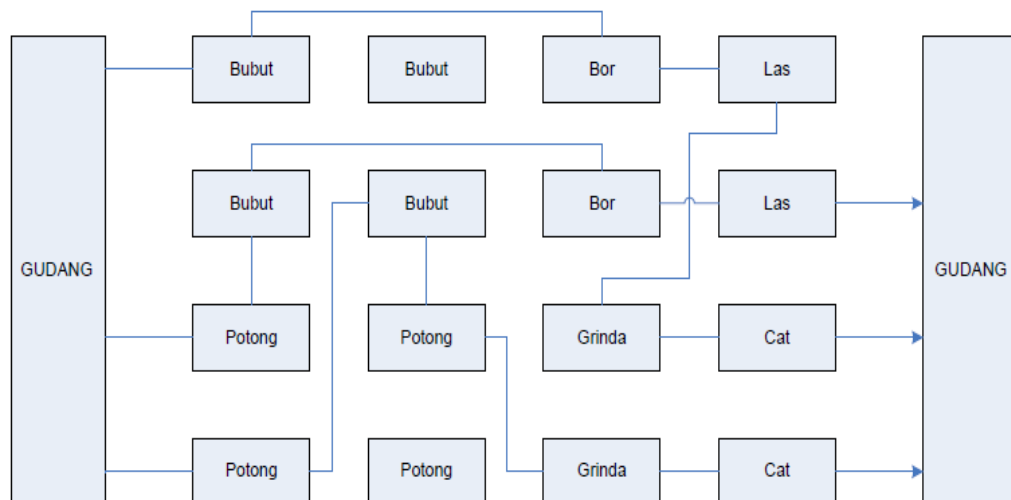 Bubut
Bubut
Bor
Las
Bubut
Bubut
Bor
Las
GUDANG
GUDANG
Potong
Potong
Grinda
Cat
Potong
Potong
Grinda
Cat